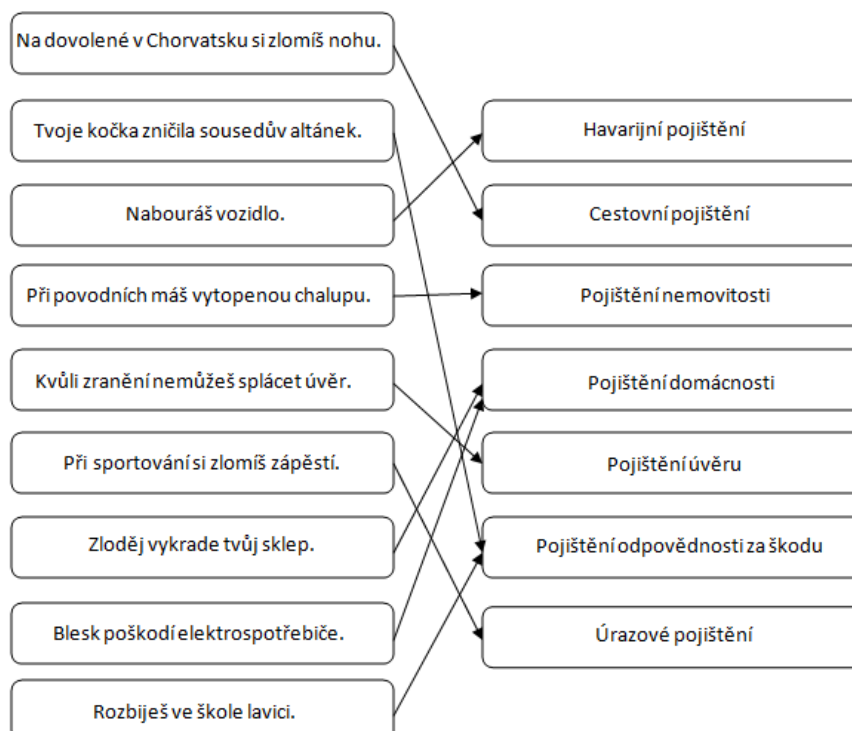 Na dovolené v Chorvatsku si zlomíš nohu.
Tvoje kočka zničila sousedův altánek.
Nabouráš vozidlo.
Při povodních máš vytopenou chalupu.
Kvůli zranění nemůžeš splácet úvěr.
Při sportování si zlomíš zápěstí.
Zloděj vykrade tvůj sklep.
Blesk poškodí elektrospotřebiče.
Rozbiješ ve škole lavici.
Havarijní pojištění
Cestovní pojištění
Pojištění nemovitosti
Pojištění domácnosti
Pojištění úvěru
Pojištění odpovědnosti za škodu
Úrazové pojištění